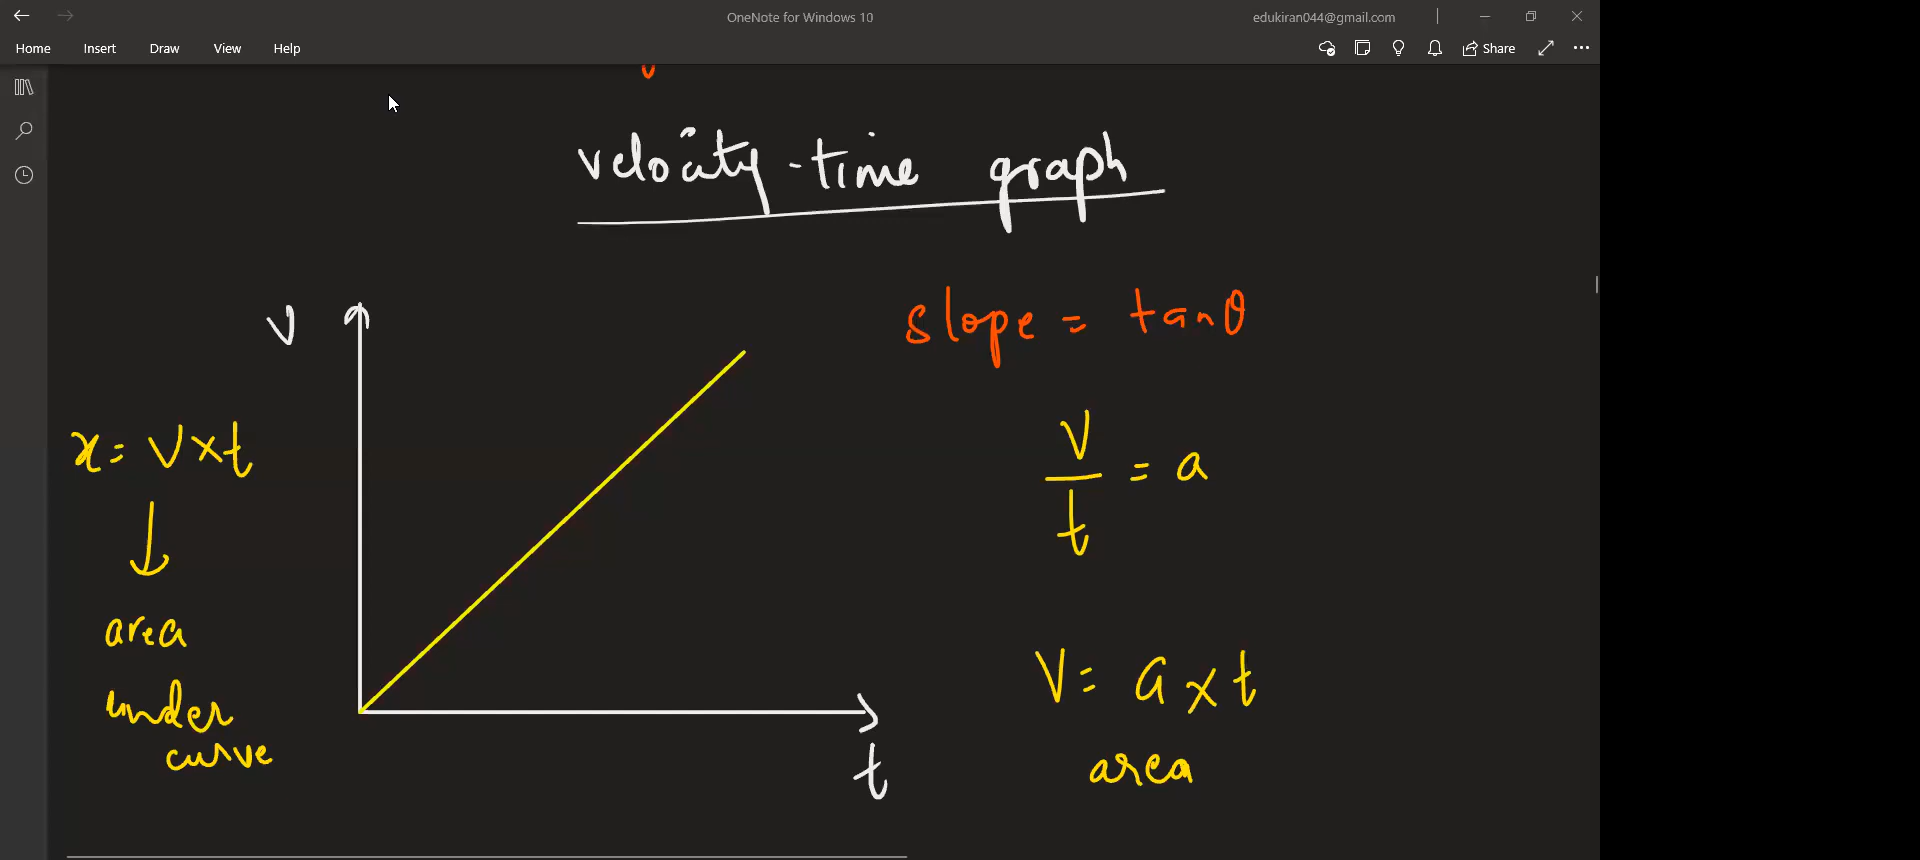 OneNote for Windows 10
edukiran044@gmail.com
Home Insert Draw View Help
Share
velocity-time graph
slope = tanθ
V
x = V×t
V
t
= a
area
under
curve
V = a × t
area
t